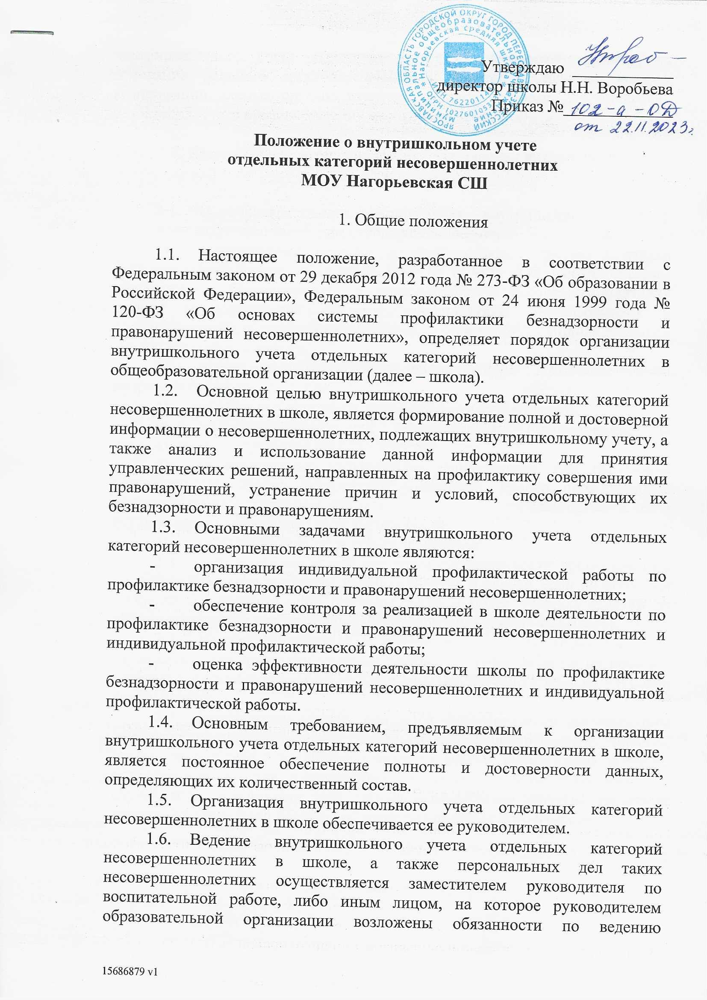 ЯРОСЛАВСКАЯ ОБЛАСТЬ ГОРОДСКОЙ ОКРУГ ГОРОД ПЕРЕСЛАВЛЬ-ЗАЛЕССКИЙ
муниципальное общеобразовательное учреждение
* Нагорьевская средняя школа *
ИНН 76220114
ОГРН 1027601053
Утверждаю
директор школы Н.Н. Воробьева
Приказ № 102-а-ОД
от 22.11.2023г.
Положение о внутришкольном учете
отдельных категорий несовершеннолетних
МОУ Нагорьевская СШ
1. Общие положения
1.1. Настоящее положение, разработанное в соответствии с
Федеральным законом от 29 декабря 2012 года № 273-ФЗ «Об образовании в
Российской Федерации», Федеральным законом от 24 июня 1999 года №
120-ФЗ «Об основах системы профилактики безнадзорности и
правонарушений несовершеннолетних», определяет порядок организации
внутришкольного учета отдельных категорий несовершеннолетних в
общеобразовательной организации (далее – школа).
1.2. Основной целью внутришкольного учета отдельных категорий
несовершеннолетних в школе, является формирование полной и достоверной
информации о несовершеннолетних, подлежащих внутришкольному учету, а
также анализ и использование данной информации для принятия
управленческих решений, направленных на профилактику совершения ими
правонарушений, устранение причин и условий, способствующих их
безнадзорности и правонарушениям.
1.3. Основными задачами внутришкольного учета отдельных
категорий несовершеннолетних в школе являются:
- организация индивидуальной профилактической работы по
профилактике безнадзорности и правонарушений несовершеннолетних;
- обеспечение контроля за реализацией в школе деятельности по
профилактике безнадзорности и правонарушений несовершеннолетних и
индивидуальной профилактической работы;
- оценка эффективности деятельности школы по профилактике
безнадзорности и правонарушений несовершеннолетних и индивидуальной
профилактической работы.
1.4. Основным требованием, предъявляемым к организации
внутришкольного учета отдельных категорий несовершеннолетних в школе,
является постоянное обеспечение полноты и достоверности данных,
определяющих их количественный состав.
1.5. Организация внутришкольного учета отдельных категорий
несовершеннолетних в школе обеспечивается ее руководителем.
1.6. Ведение внутришкольного учета отдельных категорий
несовершеннолетних в школе, а также персональных дел таких
несовершеннолетних осуществляется заместителем руководителя по
воспитательной работе, либо иным лицом, на которое руководителем
образовательной организации возложены обязанности по ведению
15686879 v1